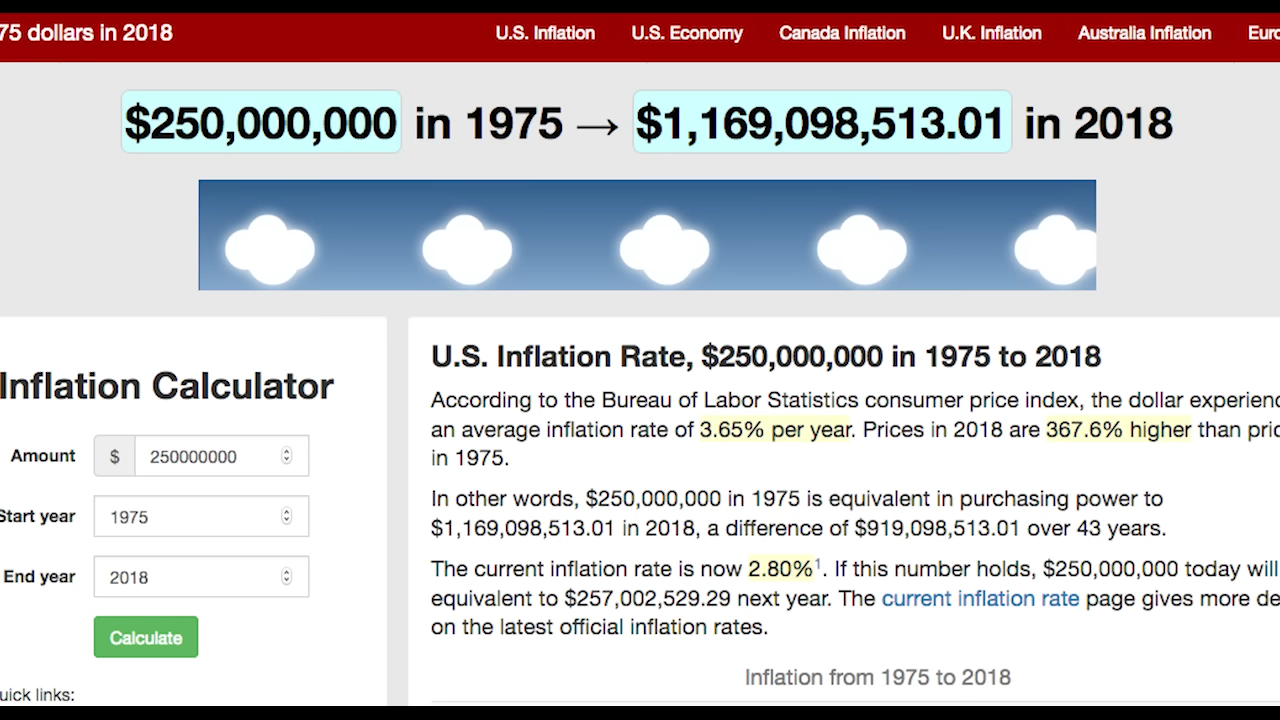 75 dollars in 2018
U.S. Inflation U.S. Economy Canada Inflation U.K. Inflation Australia Inflation
$250,000,000 in 1975 → $1,169,098,513.01 in 2018
Inflation Calculator
Amount $ 250000000
Start year 1975
End year 2018
Calculate
U.S. Inflation Rate, $250,000,000 in 1975 to 2018
According to the Bureau of Labor Statistics consumer price index, the dollar
an average inflation rate of 3.65% per year. Prices in 2018 are 367.6% higher than
in 1975.
In other words, $250,000,000 in 1975 is equivalent in purchasing power to
$1,169,098,513.01 in 2018, a difference of $919,098,513.01 over 43 years.
The current inflation rate is now 2.80%¹. If this number holds, $250,000,000 today will
equivalent to $257,002,529.29 next year. The current inflation rate page gives more
on the latest official inflation rates.
Inflation from 1975 to 2018
links: